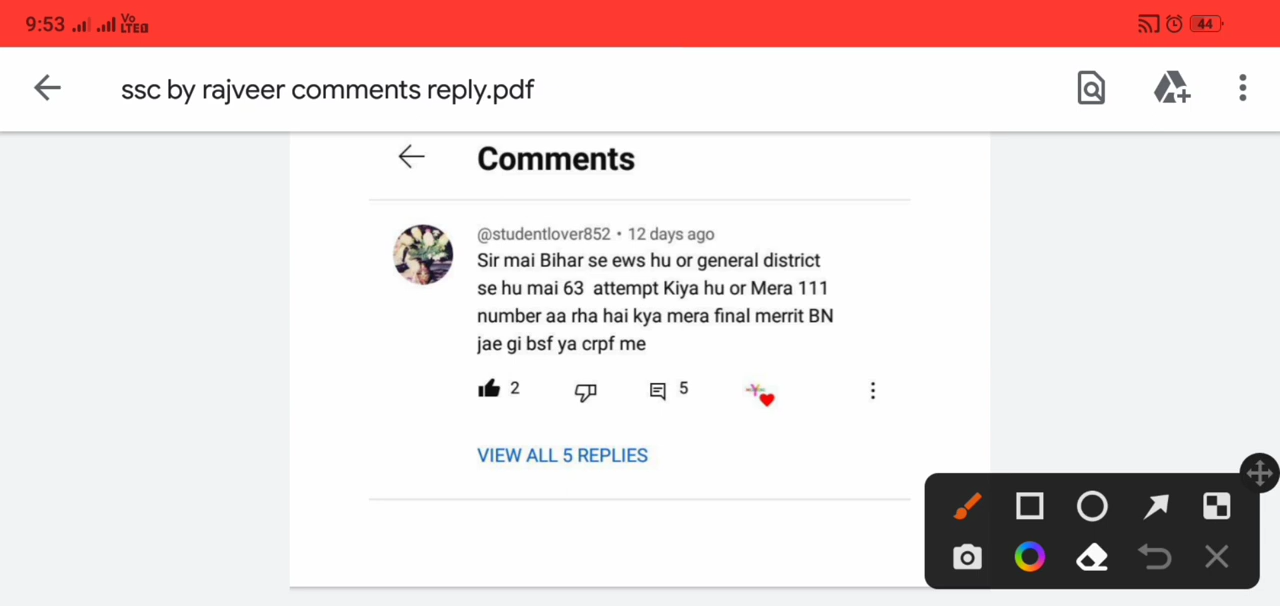 9:53 Vo LTE 44
ssc by rajveer comments reply.pdf
Comments
@studentlover852 • 12 days ago
Sir mai Bihar se ews hu or general district
se hu mai 63 attempt Kiya hu or Mera 111
number aa rha hai kya mera final merrit BN
jae gi bsf ya crpf me
2 5
VIEW ALL 5 REPLIES